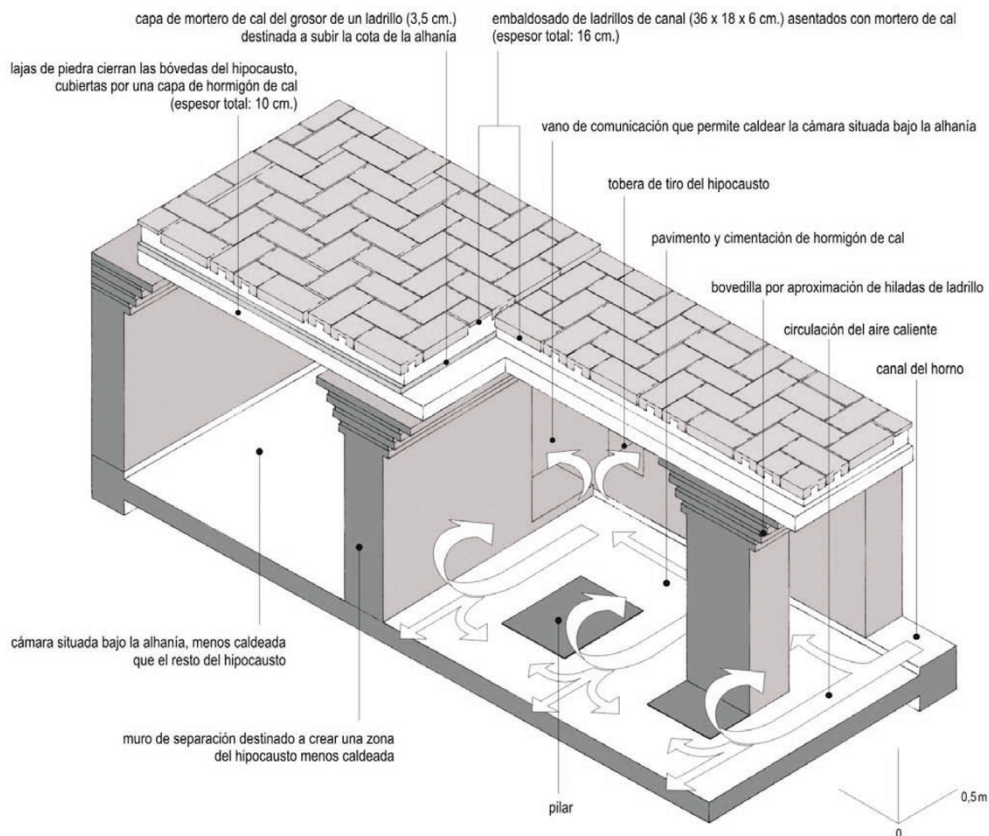 capa de mortero de cal del grosor de un ladrillo (3,5 cm.)
destinada a subir la cota de la alhanía
embaldosado de ladrillos de canal (36 x 18 x 6 cm.) asentados con mortero de cal
(espesor total: 16 cm.)
lajas de piedra cierran las bóvedas del hipocausto,
cubiertas por una capa de hormigón de cal
(espesor total: 10 cm.)
vano de comunicación que permite caldear la cámara situada bajo la alhanía
tobera de tiro del hipocausto
pavimento y cimentación de hormigón de cal
bovedilla por aproximación de hiladas de ladrillo
circulación del aire caliente
canal del horno
cámara situada bajo la alhanía, menos caldeada
que el resto del hipocausto
muro de separación destinado a crear una zona
del hipocausto menos caldeada
pilar
0,5 m
0